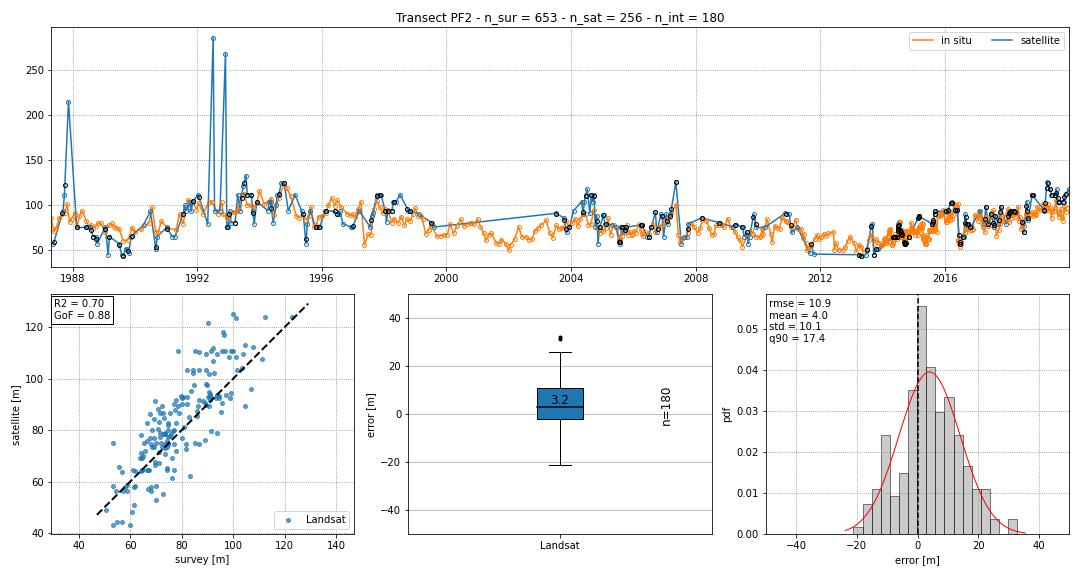 Transect PF2 - n_sur = 653 - n_sat = 256 - n_int = 180
in situ
satellite
250
200
150
100
50
1988
1992
1996
2000
2004
2008
2012
2016
R2 = 0.70
GoF = 0.88
satellite [m]
120
100
80
60
40
Landsat
40
60
80
100
120
140
survey [m]
error [m]
40
20
0
−20
−40
3.2
n=180
Landsat
rmse = 10.9
mean = 4.0
std = 10.1
q90 = 17.4
pdf
0.05
0.04
0.03
0.02
0.01
0.00
−40
−20
0
20
40
error [m]